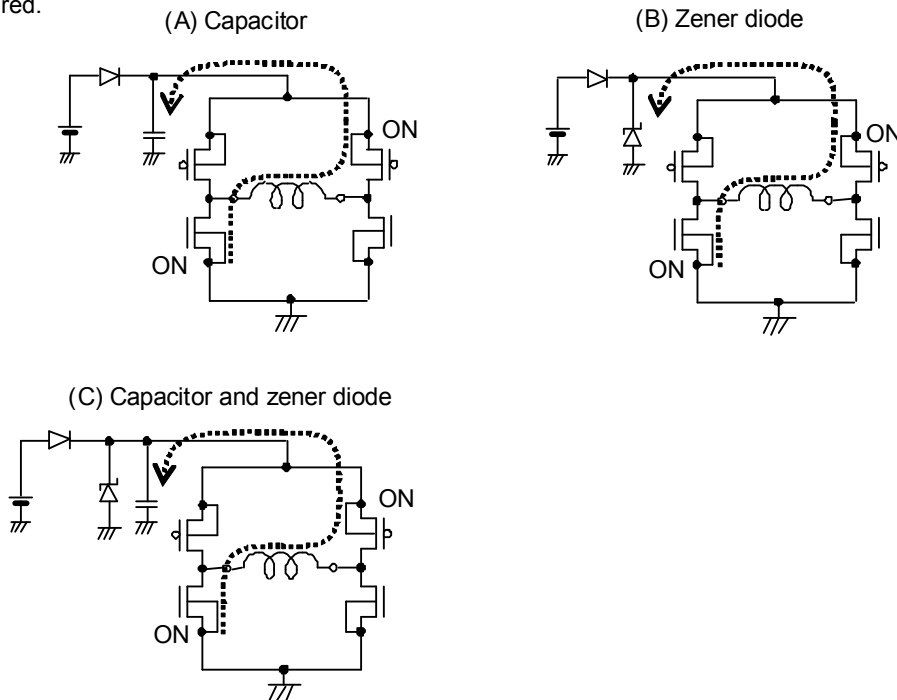 red.
(A) Capacitor
(B) Zener diode
ON
ON
ON
ON
(C) Capacitor and zener diode
ON
ON